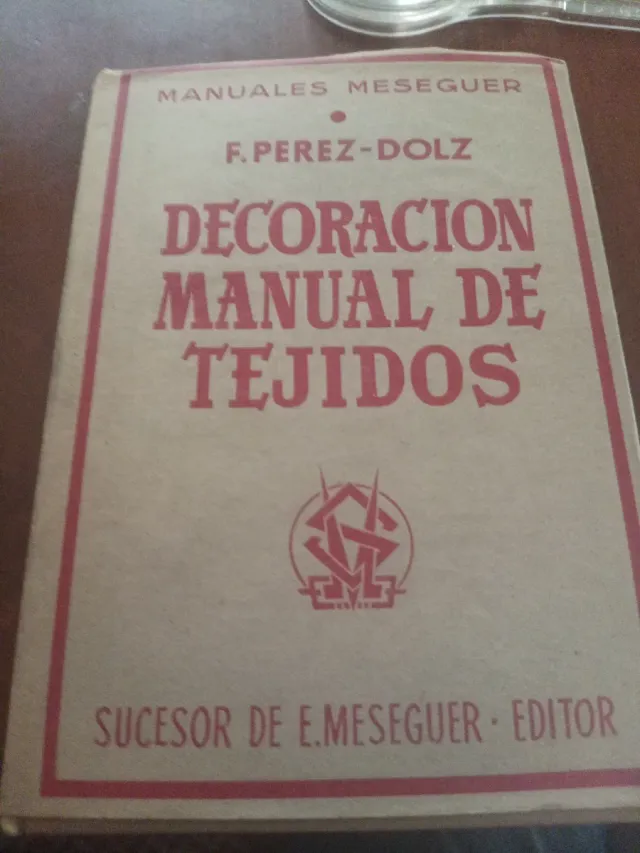 MANUALES MESEGUER
F. PEREZ-DOLZ
DECORACION
MANUAL DE
TEJIDOS
SUCESOR DE E. MESEGUER · EDITOR